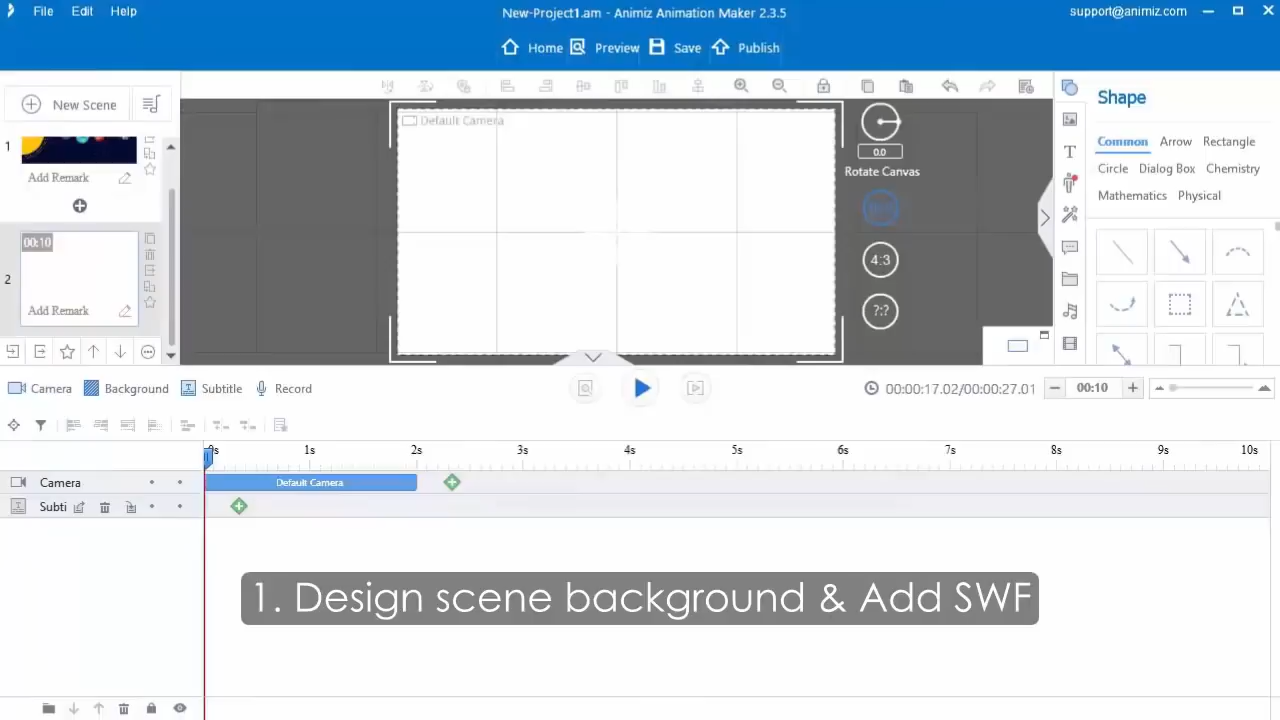 File Edit Help
New-Project1.am - Animiz Animation Maker 2.3.5
support@animiz.com
Home Preview Save Publish
New Scene
1
Add Remark
00:10
2
Add Remark
Default Camera
0.0
Rotate Canvas
4:3
?:?
Shape
Common Arrow Rectangle
Circle Dialog Box Chemistry
Mathematics Physical
Camera Background Subtitle Record
00:00:17.02/00:00:27.01
00:10
0s 1s 2s 3s 4s 5s 6s 7s 8s 9s 10s
Camera
Default Camera
Subti
1. Design scene background & Add SWF